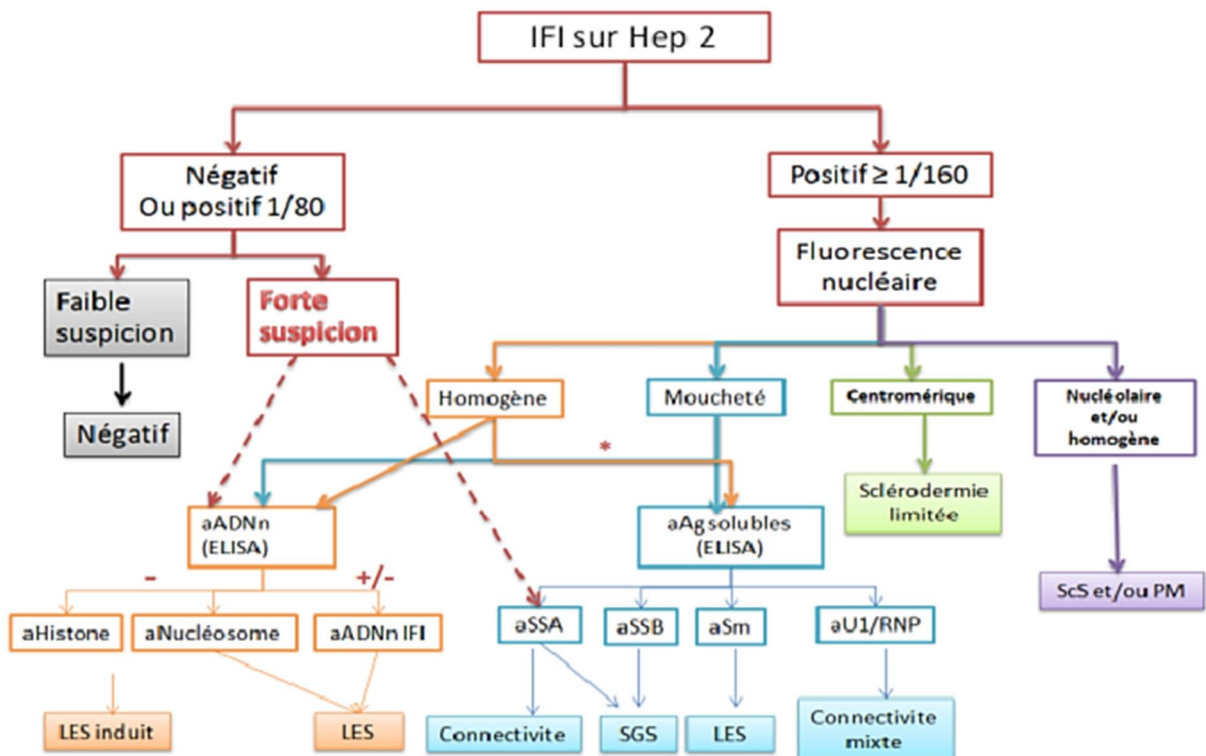 IFI sur Hep 2
Négatif
Ou positif 1/80
Positif ≥ 1/160
Fluorescence
nucléaire
Faible
suspicion
Forte
suspicion
Négatif
Homogène
Moucheté
Centromérique
Nucléolaire
et/ou
homogène
*
aADNn
(ELISA)
aAg solubles
(ELISA)
Sclérodermie
limitée
ScS et/ou PM
–
+/-
aHistone
aNucléosome
aADNn IFI
aSSA
aSSB
aSm
aU1/RNP
LES induit
LES
Connectivite
SGS
LES
Connectivite
mixte